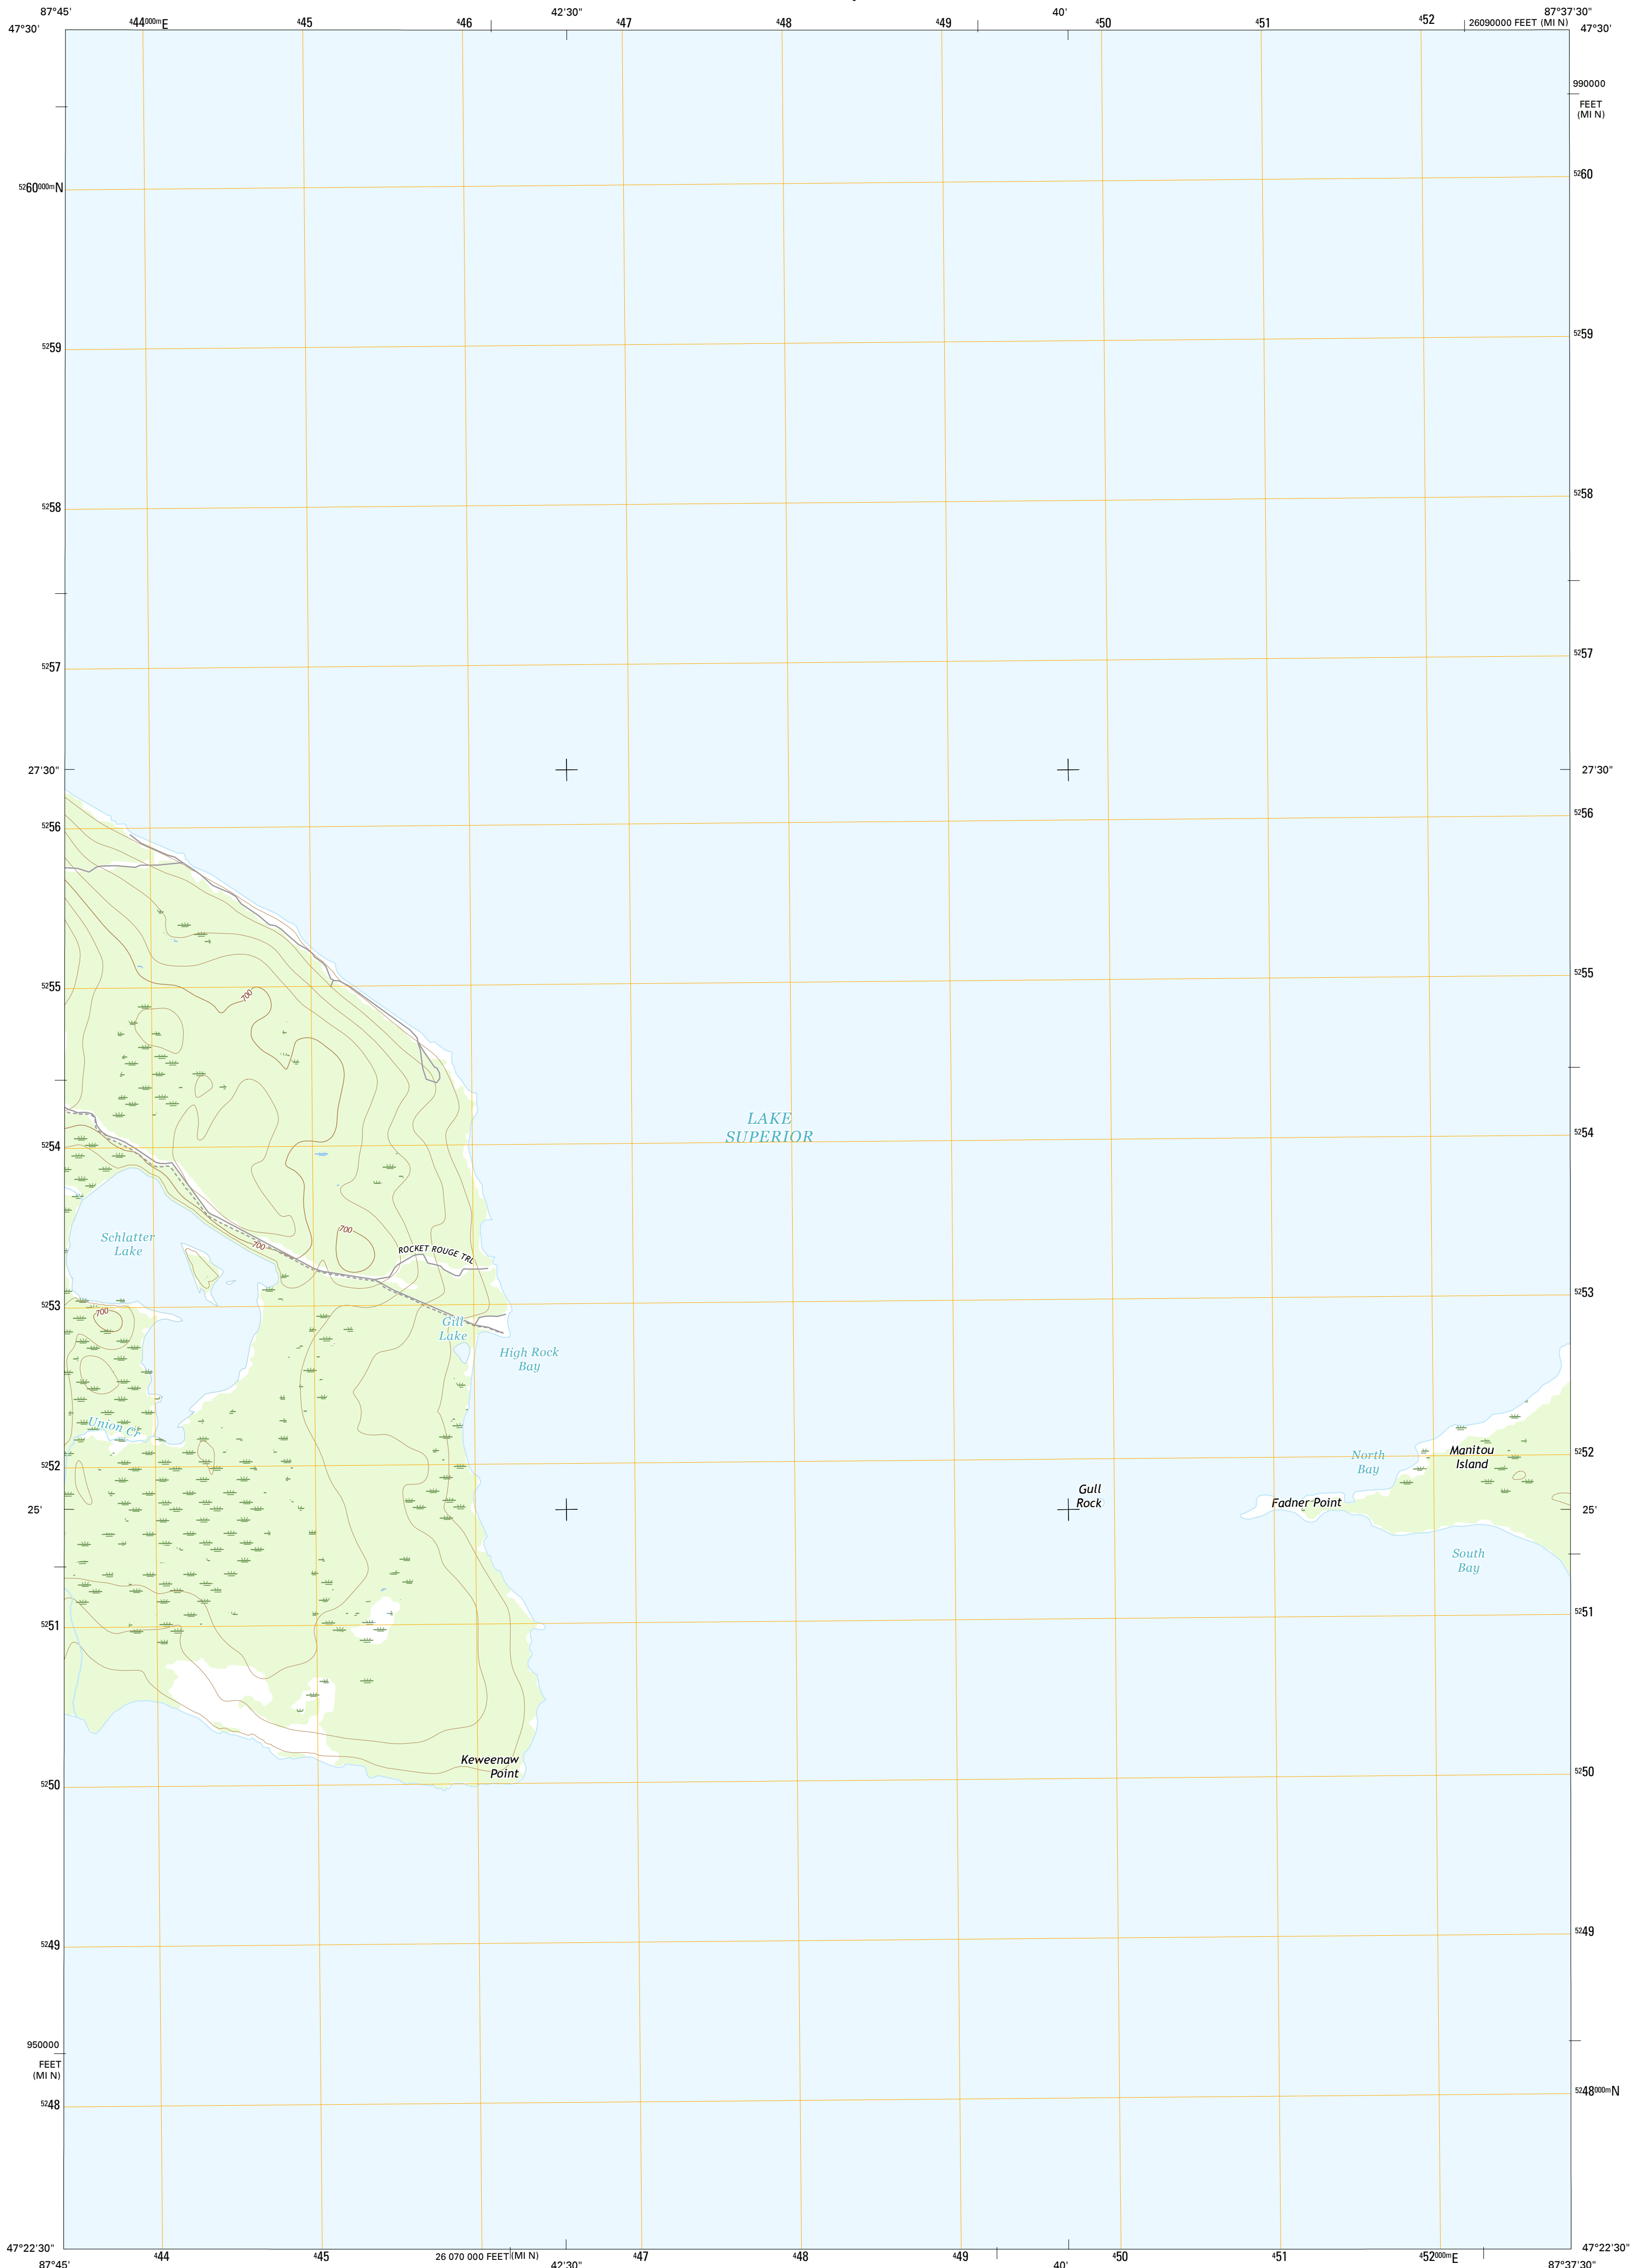 87°45'
⁴44⁰⁰⁰ᵐE
⁴45
⁴46
42'30"
⁴47
⁴48
⁴49
40'
⁴50
⁴51
⁴52
26090000 FEET (MI N)
87°37'30"
47°30'
47°30'
990000
FEET
(MI N)
⁵²60⁰⁰⁰ᵐN
⁵²60
⁵²59
⁵²59
⁵²58
⁵²58
⁵²57
⁵²57
27'30"
27'30"
⁵²56
⁵²56
⁵²55
⁵²55
700
LAKE
SUPERIOR
⁵²54
⁵²54
Schlatter
Lake
700
700
ROCKET ROUGE TRL
⁵²53
⁵²53
700
Gill
Lake
High Rock
Bay
Union Cr
⁵²52
⁵²52
North
Bay
Manitou
Island
Gull
Rock
Fadner Point
25'
25'
South
Bay
⁵²51
⁵²51
Keweenaw
Point
⁵²50
⁵²50
⁵²49
⁵²49
950000
FEET
(MI N)
⁵²48
⁵²48⁰⁰⁰ᵐN
47°22'30"
47°22'30"
87°45'
⁴44
⁴45
26 070 000 FEET (MI N)
42'30"
⁴47
⁴48
⁴49
40'
⁴50
⁴51
⁴52⁰⁰⁰ᵐE
87°37'30"